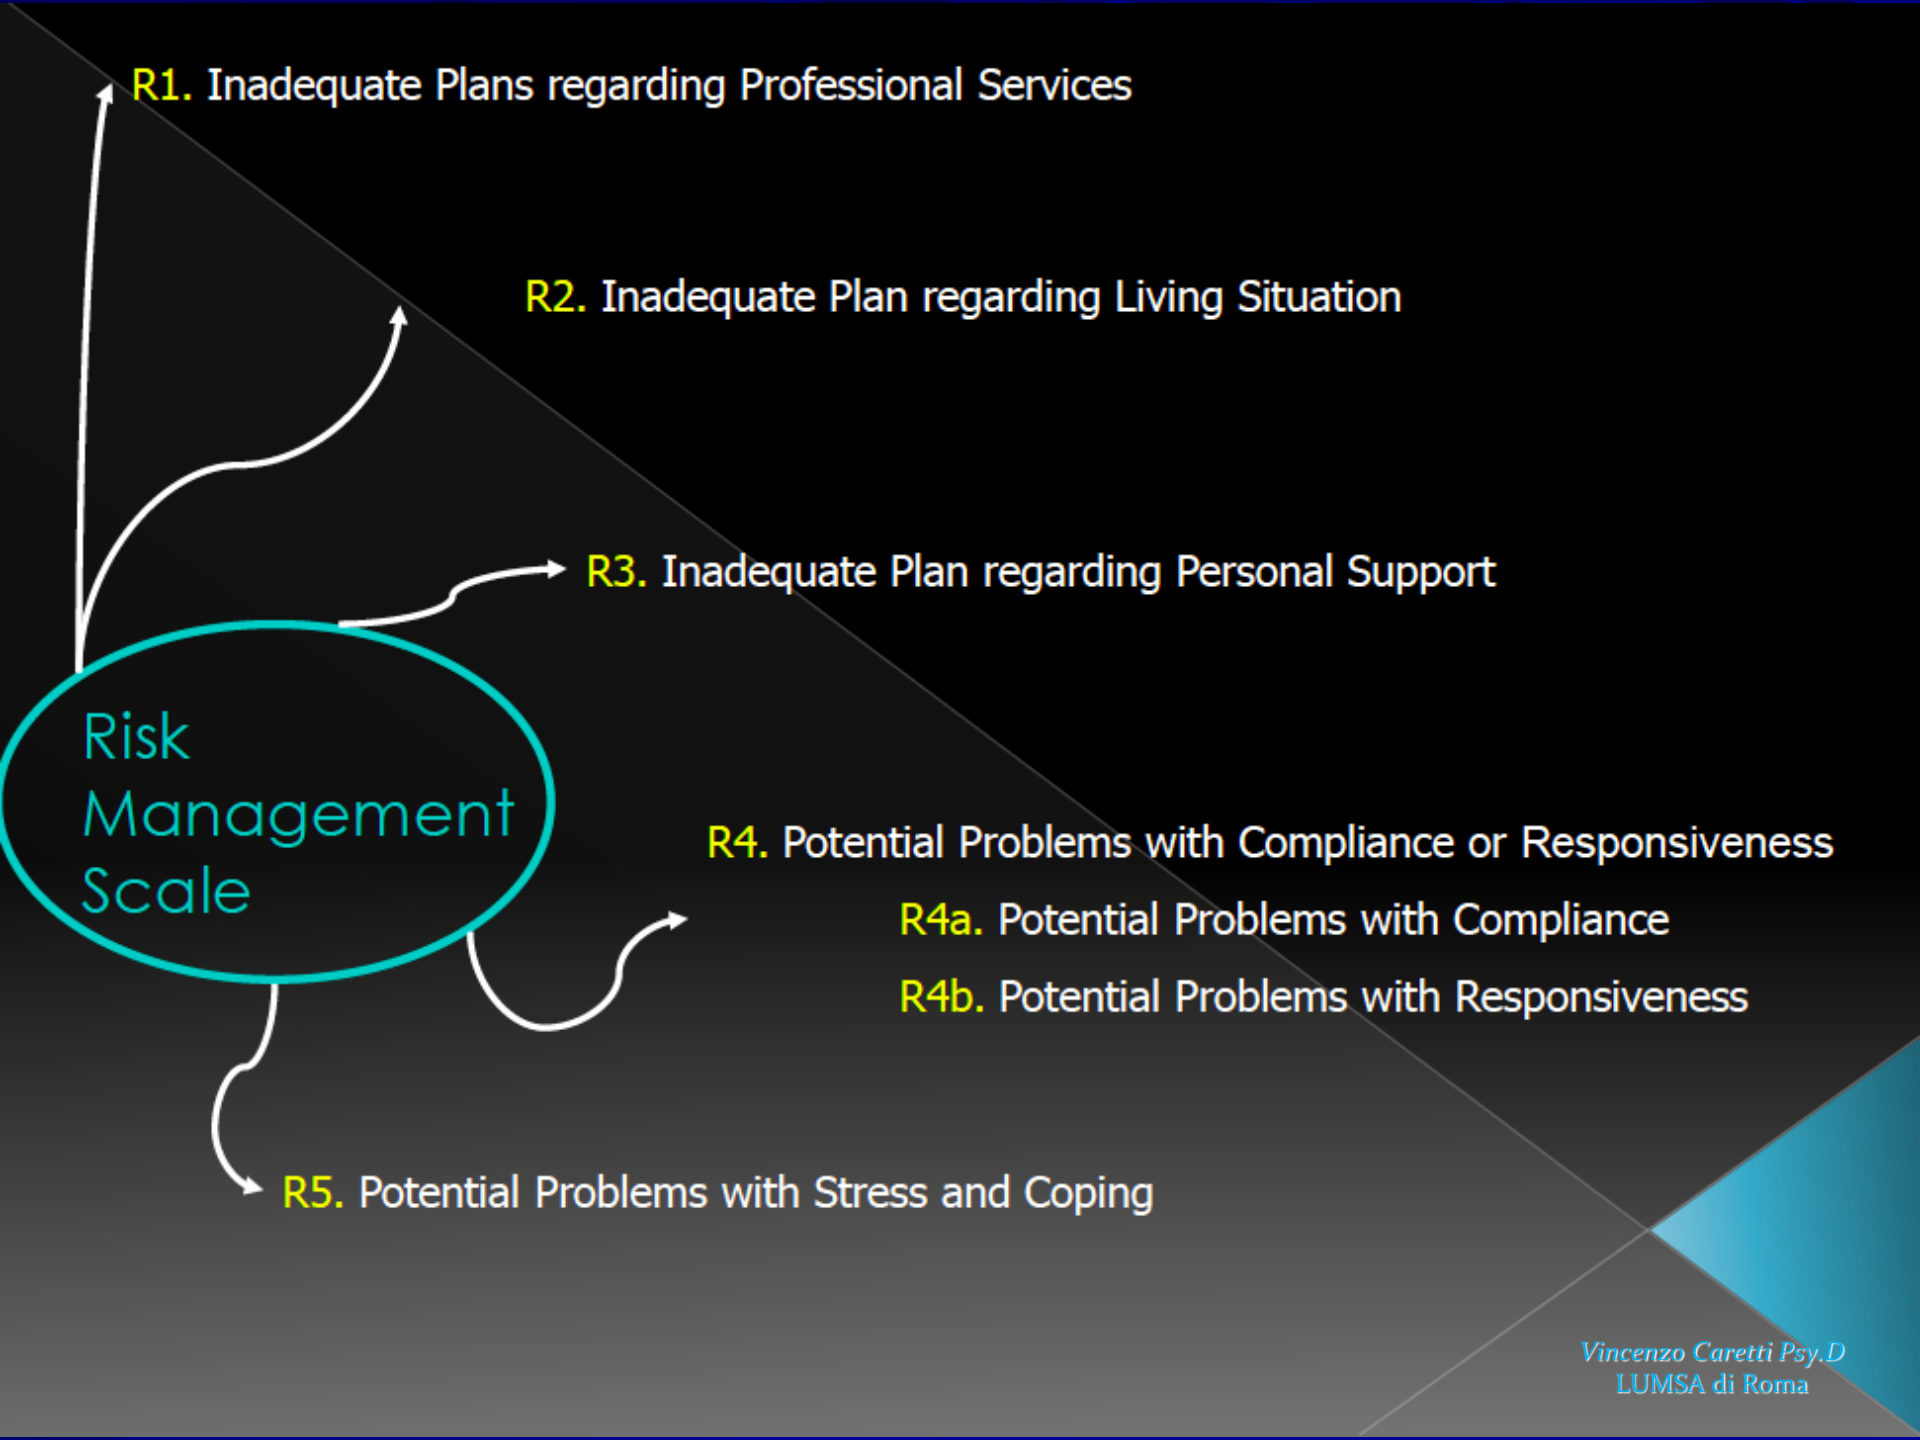 R1. Inadequate Plans regarding Professional Services
R2. Inadequate Plan regarding Living Situation
R3. Inadequate Plan regarding Personal Support
Risk
Management
Scale
R4. Potential Problems with Compliance or Responsiveness
R4a. Potential Problems with Compliance
R4b. Potential Problems with Responsiveness
R5. Potential Problems with Stress and Coping
Vincenzo Caretti Psy.D
LUMSA di Roma